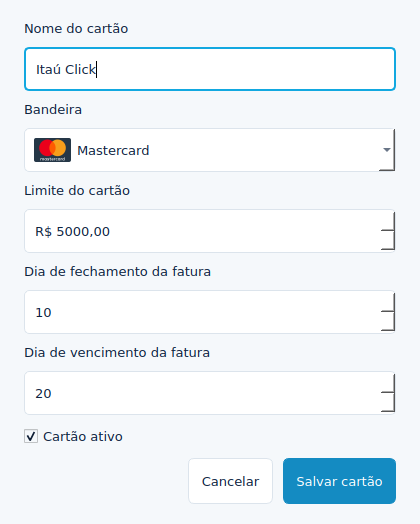 Nome do cartão
Itaú Click
Bandeira
mastercard
Mastercard
Limite do cartão
R$ 5000,00
Dia de fechamento da fatura
10
Dia de vencimento da fatura
20
Cartão ativo
Cancelar
Salvar cartão